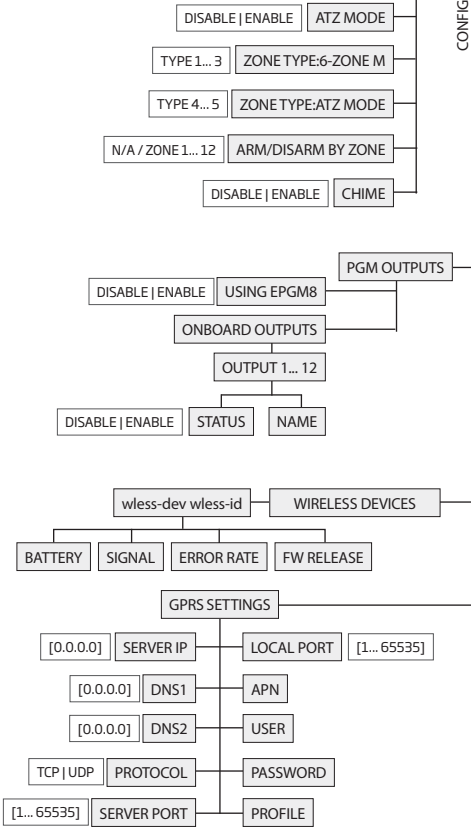 DISABLE | ENABLE ATZ MODE
CONFIG
TYPE 1... 3 ZONE TYPE:6-ZONE M
TYPE 4... 5 ZONE TYPE:ATZ MODE
N/A / ZONE 1... 12 ARM/DISARM BY ZONE
DISABLE | ENABLE CHIME
PGM OUTPUTS
DISABLE | ENABLE USING EPGM8
ONBOARD OUTPUTS
OUTPUT 1... 12
DISABLE | ENABLE STATUS NAME
wless-dev wless-id WIRELESS DEVICES
BATTERY SIGNAL ERROR RATE FW RELEASE
GPRS SETTINGS
[0.0.0.0] SERVER IP LOCAL PORT [1... 65535]
[0.0.0.0] DNS1 APN
[0.0.0.0] DNS2 USER
TCP | UDP PROTOCOL PASSWORD
[1... 65535] SERVER PORT PROFILE